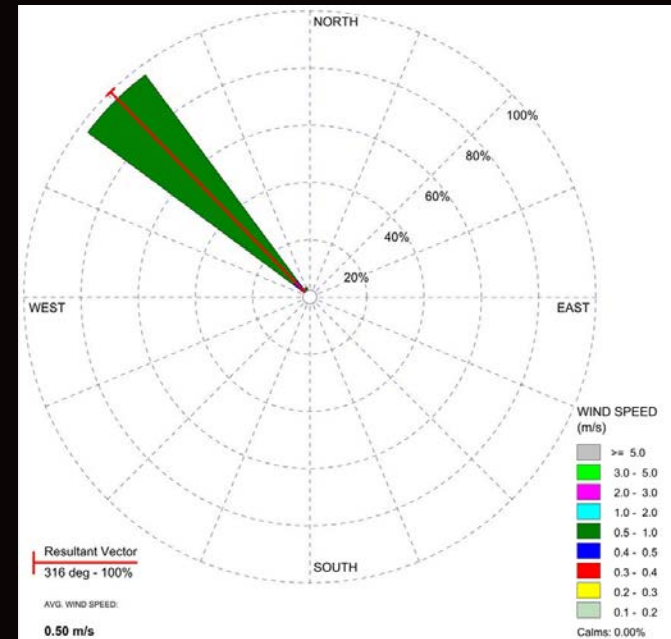 NORTH
100%
80%
60%
40%
20%
WEST
EAST
WIND SPEED
(m/s)
>= 5.0
3.0 - 5.0
2.0 - 3.0
1.0 - 2.0
0.5 - 1.0
0.4 - 0.5
0.3 - 0.4
0.2 - 0.3
0.1 - 0.2
Calms: 0.00%
SOUTH
Resultant Vector
316 deg - 100%
AVG. WIND SPEED:
0.50 m/s